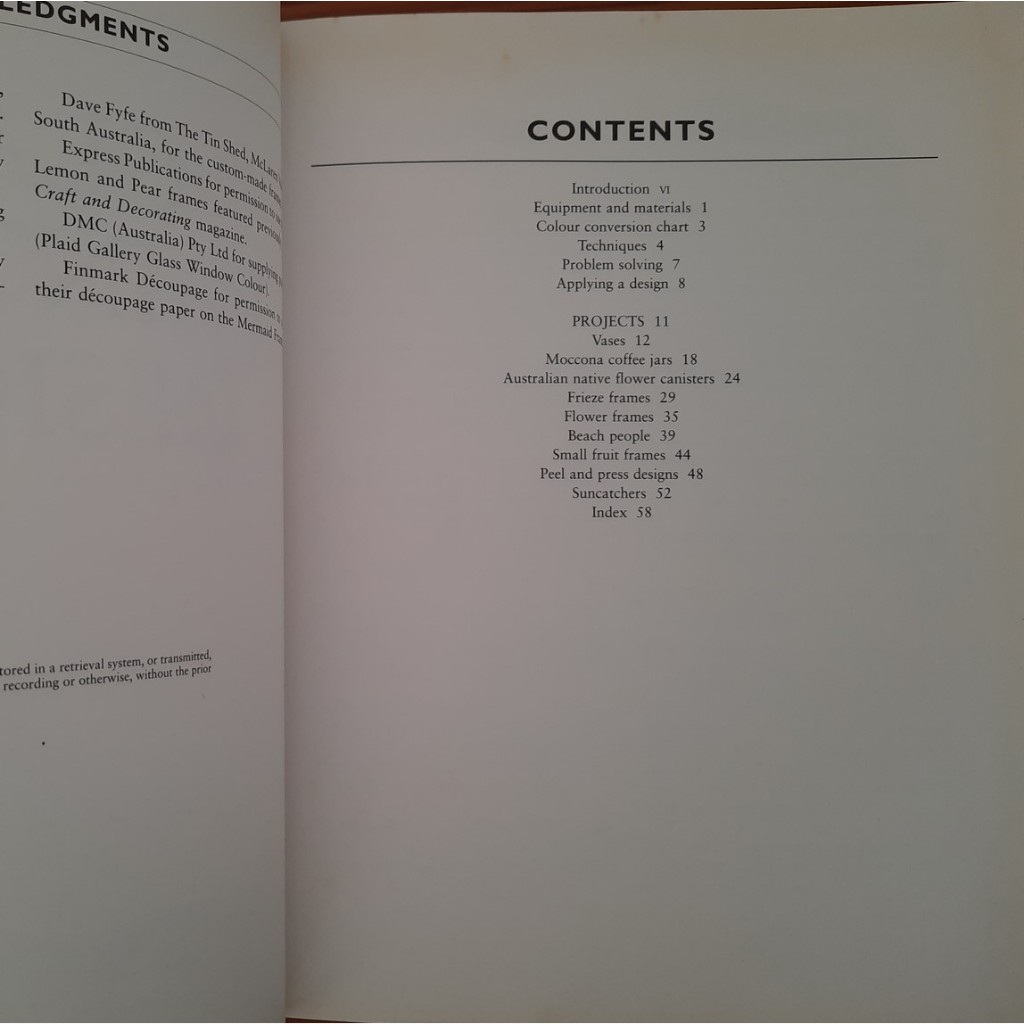 LEDGMENTS
Dave Fyfe from The Tin Shed, McLaren
South Australia, for the custom-made
Express Publications for permission to
Lemon and Pear frames featured
Craft and Decorating magazine.
DMC (Australia) Pty Ltd for supplying
(Plaid Gallery Glass Window Colour).
Finmark Découpage for permission
their découpage paper on the Mermaid
tored in a retrieval system, or transmitted,
recording or otherwise, without the prior
CONTENTS
Introduction VI
Equipment and materials 1
Colour conversion chart 3
Techniques 4
Problem solving 7
Applying a design 8
PROJECTS 11
Vases 12
Moccona coffee jars 18
Australian native flower canisters 24
Frieze frames 29
Flower frames 35
Beach people 39
Small fruit frames 44
Peel and press designs 48
Suncatchers 52
Index 58